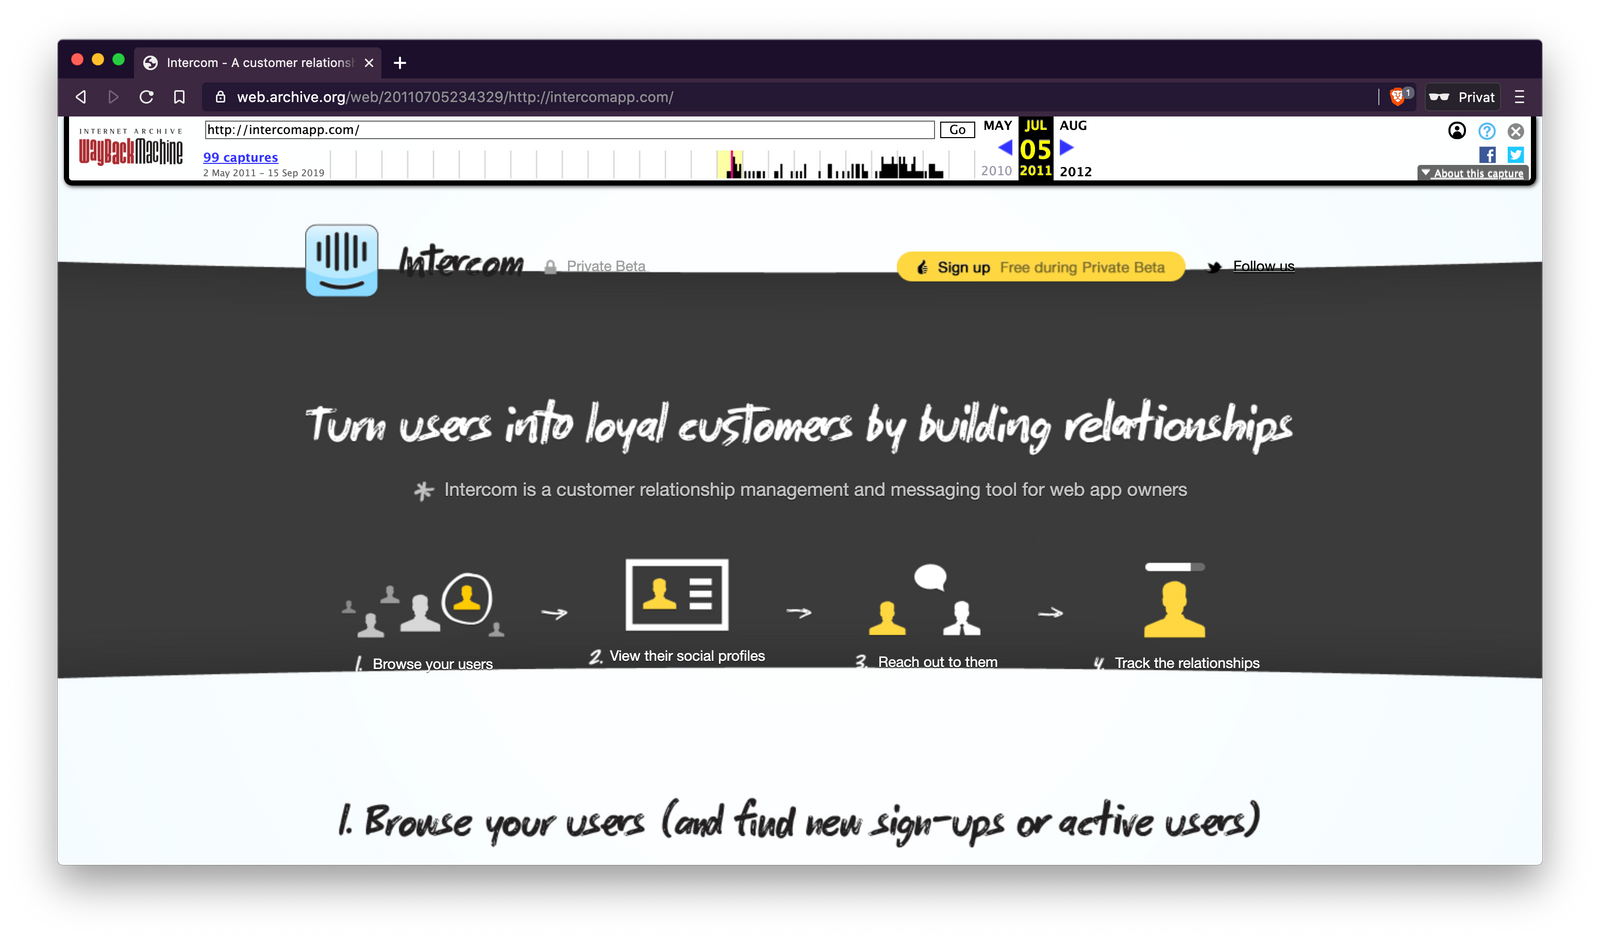 Intercom - A customer relations
web.archive.org/web/20110705234329/http://intercomapp.com/
1
Privat
INTERNET ARCHIVE
WayBackMachine
http://intercomapp.com/
Go
99 captures
2 May 2011 – 15 Sep 2019
MAY JUL AUG
05
2010 2011 2012
About this capture
Intercom
Private Beta
Sign up Free during Private Beta
Follow us
Turn users into loyal customers by building relationships
* Intercom is a customer relationship management and messaging tool for web app owners
1. Browse your users
2. View their social profiles
3. Reach out to them
4. Track the relationships
1. Browse your users (and find new sign-ups or active users)